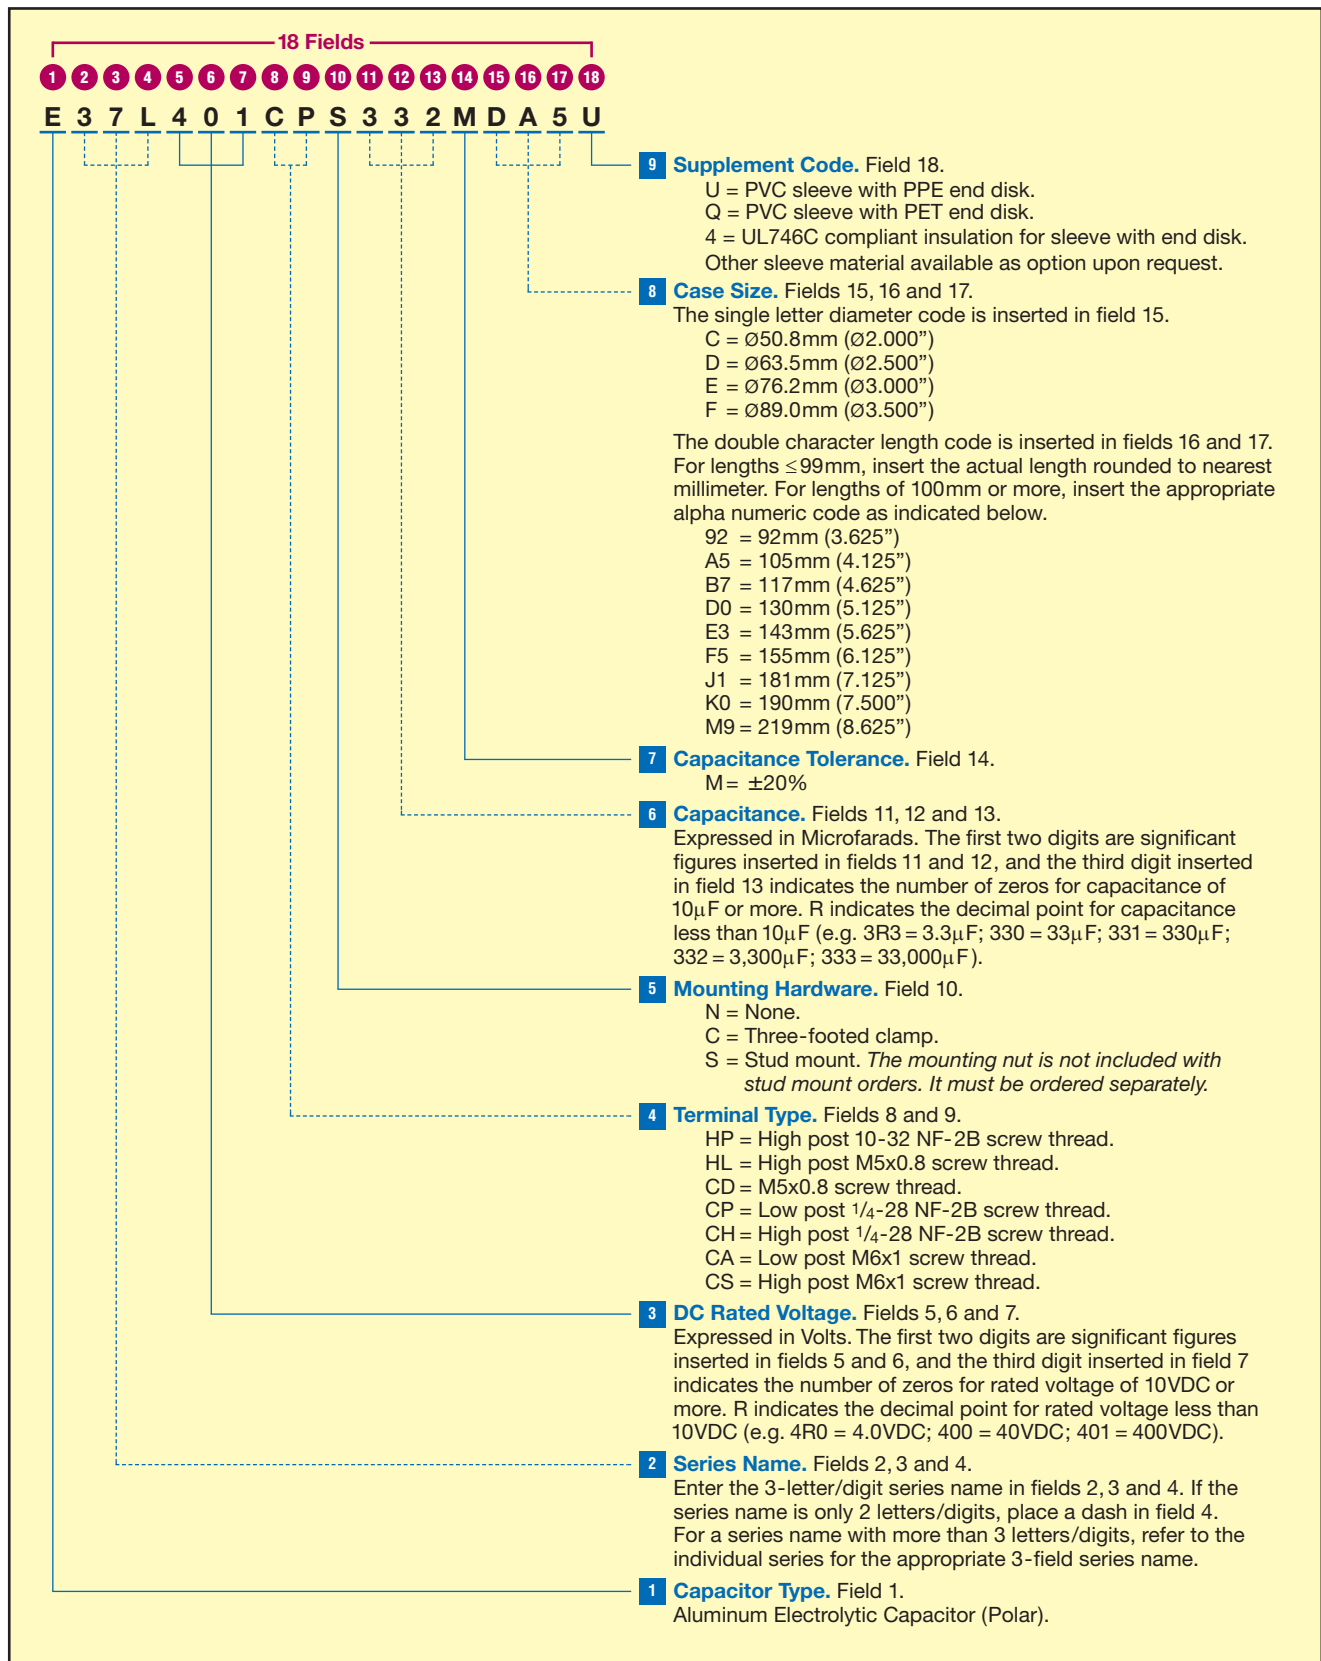 18 Fields
1 2 3 4 5 6 7 8 9 10 11 12 13 14 15 16 17 18
E 3 7 L 4 0 1 C P S 3 3 2 M D A 5 U
9 Supplement Code. Field 18.
U = PVC sleeve with PPE end disk.
Q = PVC sleeve with PET end disk.
4 = UL746C compliant insulation for sleeve with end disk.
Other sleeve material available as option upon request.
8 Case Size. Fields 15, 16 and 17.
The single letter diameter code is inserted in field 15.
C = Ø50.8mm (Ø2.000”)
D = Ø63.5mm (Ø2.500”)
E = Ø76.2mm (Ø3.000”)
F = Ø89.0mm (Ø3.500”)
The double character length code is inserted in fields 16 and 17.
For lengths ≤99mm, insert the actual length rounded to nearest
millimeter. For lengths of 100mm or more, insert the appropriate
alpha numeric code as indicated below.
92 = 92mm (3.625”)
A5 = 105mm (4.125”)
B7 = 117mm (4.625”)
D0 = 130mm (5.125”)
E3 = 143mm (5.625”)
F5 = 155mm (6.125”)
J1 = 181mm (7.125”)
K0 = 190mm (7.500”)
M9 = 219mm (8.625”)
7 Capacitance Tolerance. Field 14.
M = ±20%
6 Capacitance. Fields 11, 12 and 13.
Expressed in Microfarads. The first two digits are significant
figures inserted in fields 11 and 12, and the third digit inserted
in field 13 indicates the number of zeros for capacitance of
10µF or more. R indicates the decimal point for capacitance
less than 10µF (e.g. 3R3 = 3.3µF; 330 = 33µF; 331 = 330µF;
332 = 3,300µF; 333 = 33,000µF).
5 Mounting Hardware. Field 10.
N = None.
C = Three-footed clamp.
S = Stud mount. The mounting nut is not included with
stud mount orders. It must be ordered separately.
4 Terminal Type. Fields 8 and 9.
HP = High post 10-32 NF-2B screw thread.
HL = High post M5x0.8 screw thread.
CD = M5x0.8 screw thread.
CP = Low post 1/4-28 NF-2B screw thread.
CH = High post 1/4-28 NF-2B screw thread.
CA = Low post M6x1 screw thread.
CS = High post M6x1 screw thread.
3 DC Rated Voltage. Fields 5, 6 and 7.
Expressed in Volts. The first two digits are significant figures
inserted in fields 5 and 6, and the third digit inserted in field 7
indicates the number of zeros for rated voltage of 10VDC or
more. R indicates the decimal point for rated voltage less than
10VDC (e.g. 4R0 = 4.0VDC; 400 = 40VDC; 401 = 400VDC).
2 Series Name. Fields 2, 3 and 4.
Enter the 3-letter/digit series name in fields 2, 3 and 4. If the
series name is only 2 letters/digits, place a dash in field 4.
For a series name with more than 3 letters/digits, refer to the
individual series for the appropriate 3-field series name.
1 Capacitor Type. Field 1.
Aluminum Electrolytic Capacitor (Polar).